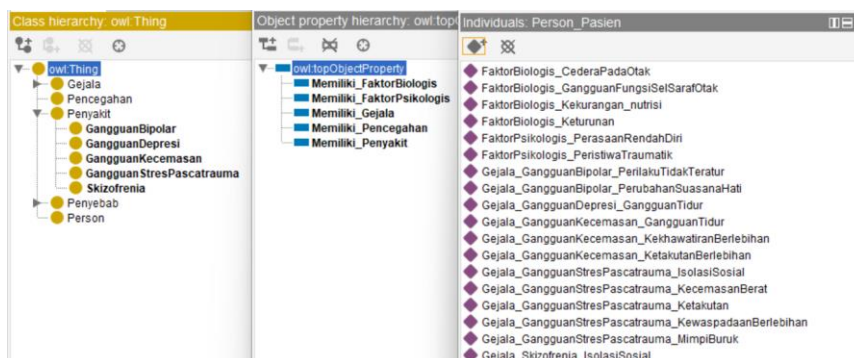 Class hierarchy: owl:Thing
owl:Thing
Gejala
Pencegahan
Penyakit
GangguanBipolar
GangguanDepresi
GangguanKecemasan
GangguanStresPascatrauma
Skizofrenia
Penyebab
Person
Object property hierarchy: owl:top
owl:topObjectProperty
Memiliki_FaktorBiologis
Memiliki_FaktorPsikologis
Memiliki_Gejala
Memiliki_Pencegahan
Memiliki_Penyakit
Individuals: Person_Pasien
FaktorBiologis_CederaPadaOtak
FaktorBiologis_GangguanFungsiSelSarafOtak
FaktorBiologis_Kekurangan_nutrisi
FaktorBiologis_Keturunan
FaktorPsikologis_PerasaanRendahDiri
FaktorPsikologis_PeristiwaTraumatik
Gejala_GangguanBipolar_PerilakuTidakTeratur
Gejala_GangguanBipolar_PerubahanSuasanaHati
Gejala_GangguanDepresi_GangguanTidur
Gejala_GangguanKecemasan_GangguanTidur
Gejala_GangguanKecemasan_KekhawatiranBerlebihan
Gejala_GangguanKecemasan_KetakutanBerlebihan
Gejala_GangguanStresPascatrauma_IsolasiSosial
Gejala_GangguanStresPascatrauma_KecemasanBerat
Gejala_GangguanStresPascatrauma_Ketakutan
Gejala_GangguanStresPascatrauma_KewaspadaanBerlebihan
Gejala_GangguanStresPascatrauma_MimpiBuruk
Gejala_Skizofrenia_IsolasiSosial